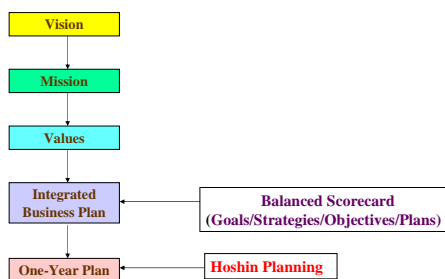 Vision
Mission
Values
Integrated
Business Plan
Balanced Scorecard
(Goals/Strategies/Objectives/Plans)
One-Year Plan
Hoshin Planning